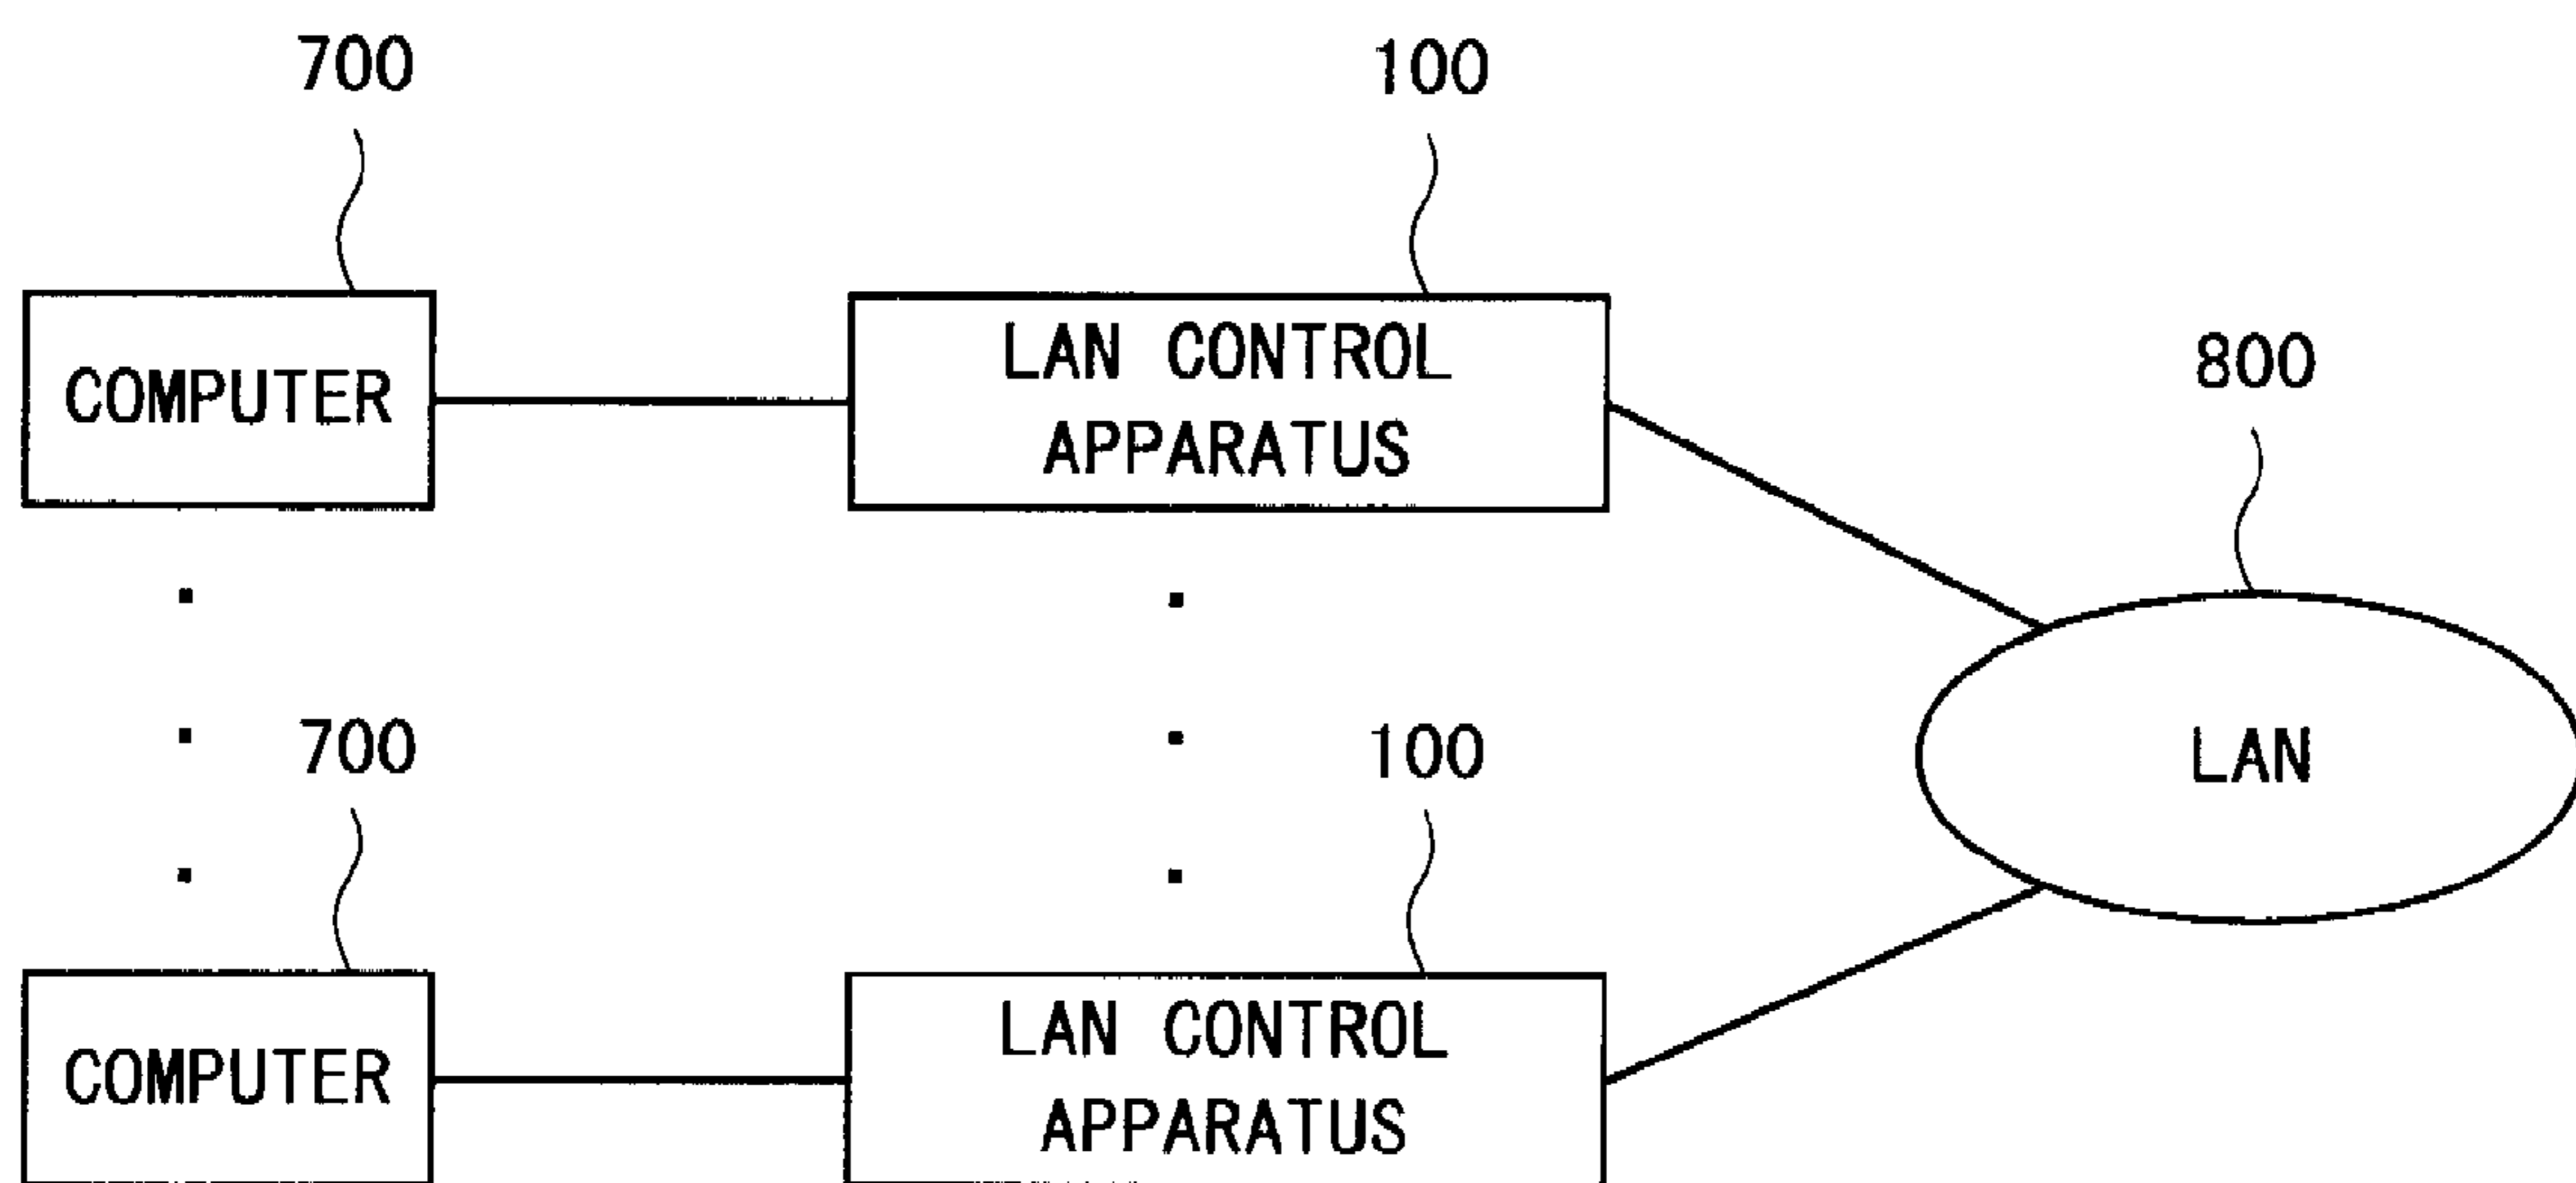 700
100
COMPUTER
LAN CONTROL
APPARATUS
800
700
100
LAN
COMPUTER
LAN CONTROL
APPARATUS